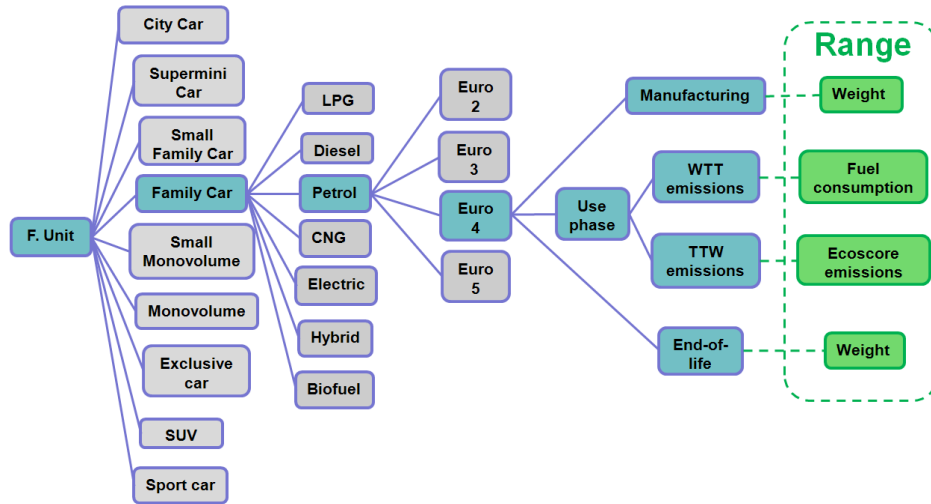 F. Unit
City Car
Supermini
Car
Small
Family Car
Family Car
Small
Monovolume
Monovolume
Exclusive
car
SUV
Sport car
LPG
Diesel
Petrol
CNG
Electric
Hybrid
Biofuel
Euro
2
Euro
3
Euro
4
Euro
5
Manufacturing
Use
phase
WTT
emissions
TTW
emissions
End-of-
life
Range
Weight
Fuel
consumption
Ecoscore
emissions
Weight